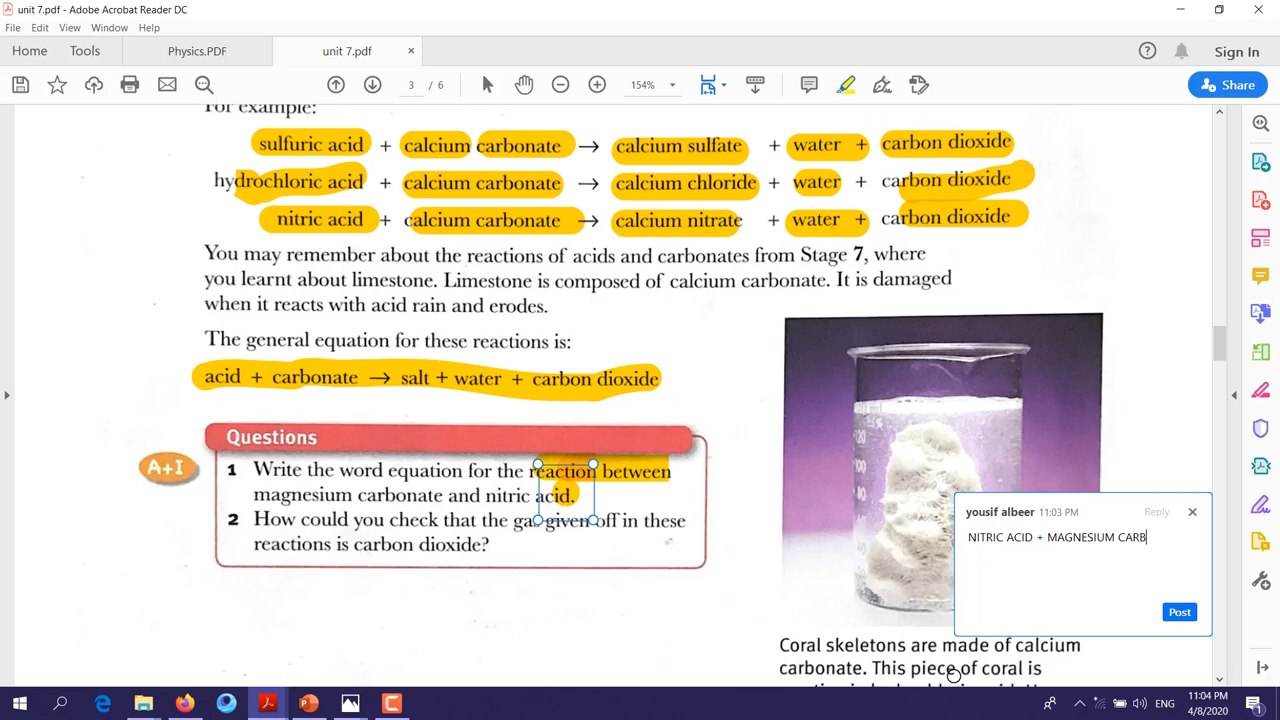 unit 7.pdf - Adobe Acrobat Reader DC
File Edit View Window Help
Home Tools Physics.PDF unit 7.pdf × Sign In
3 / 6 154% Share
For example:
sulfuric acid + calcium carbonate → calcium sulfate + water + carbon dioxide
hydrochloric acid + calcium carbonate → calcium chloride + water + carbon dioxide
nitric acid + calcium carbonate → calcium nitrate + water + carbon dioxide
You may remember about the reactions of acids and carbonates from Stage 7, where
you learnt about limestone. Limestone is composed of calcium carbonate. It is damaged
when it reacts with acid rain and erodes.
The general equation for these reactions is:
acid + carbonate → salt + water + carbon dioxide
Questions
A+I
1 Write the word equation for the reaction between
magnesium carbonate and nitric acid.
2 How could you check that the gas given off in these
reactions is carbon dioxide?
yousif albeer 11:03 PM Reply ×
NITRIC ACID + MAGNESIUM CARB
Post
Coral skeletons are made of calcium
carbonate. This piece of coral is
ENG
11:04 PM
4/8/2020